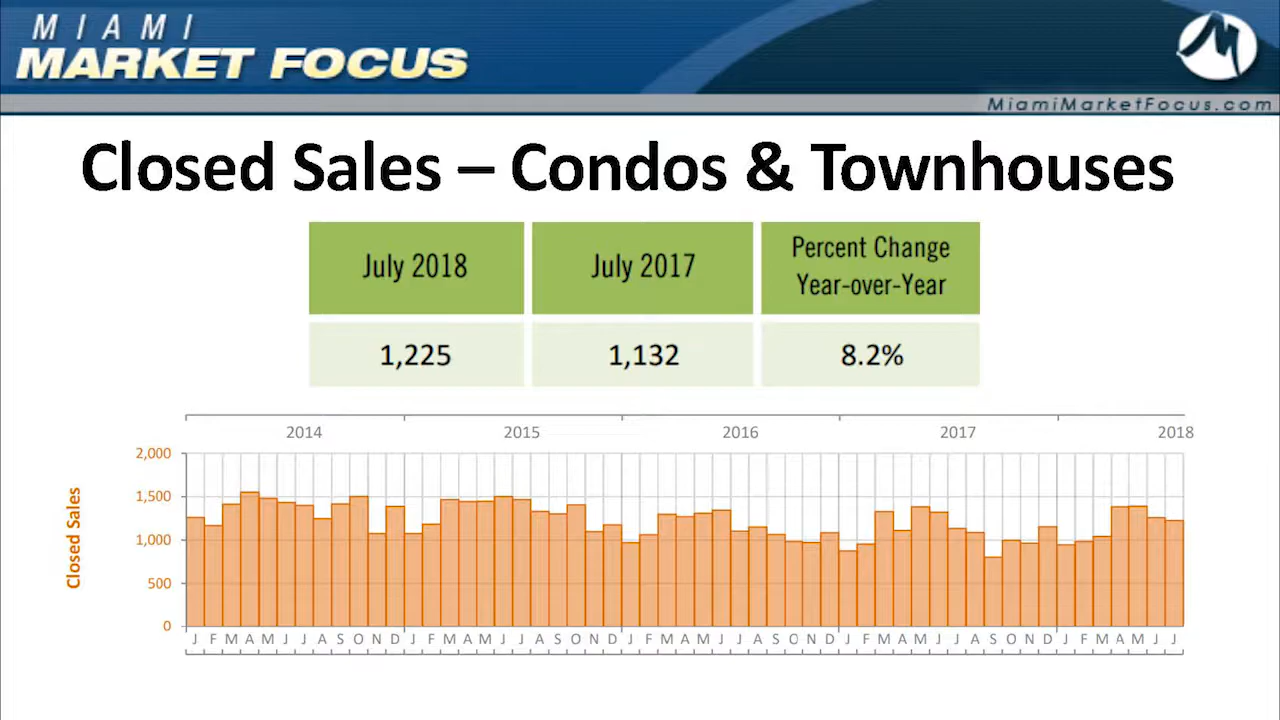 MIAMI
MARKET FOCUS
MiamiMarketFocus.com
Closed Sales – Condos & Townhouses
July 2018 July 2017 Percent Change Year-over-Year
1,225 1,132 8.2%
2014 2015 2016 2017 2018
2,000
1,500
1,000
500
0
Closed Sales
J F M A M J J A S O N D J F M A M J J A S O N D J F M A M J J A S O N D J F M A M J J A S O N D J F M A M J J